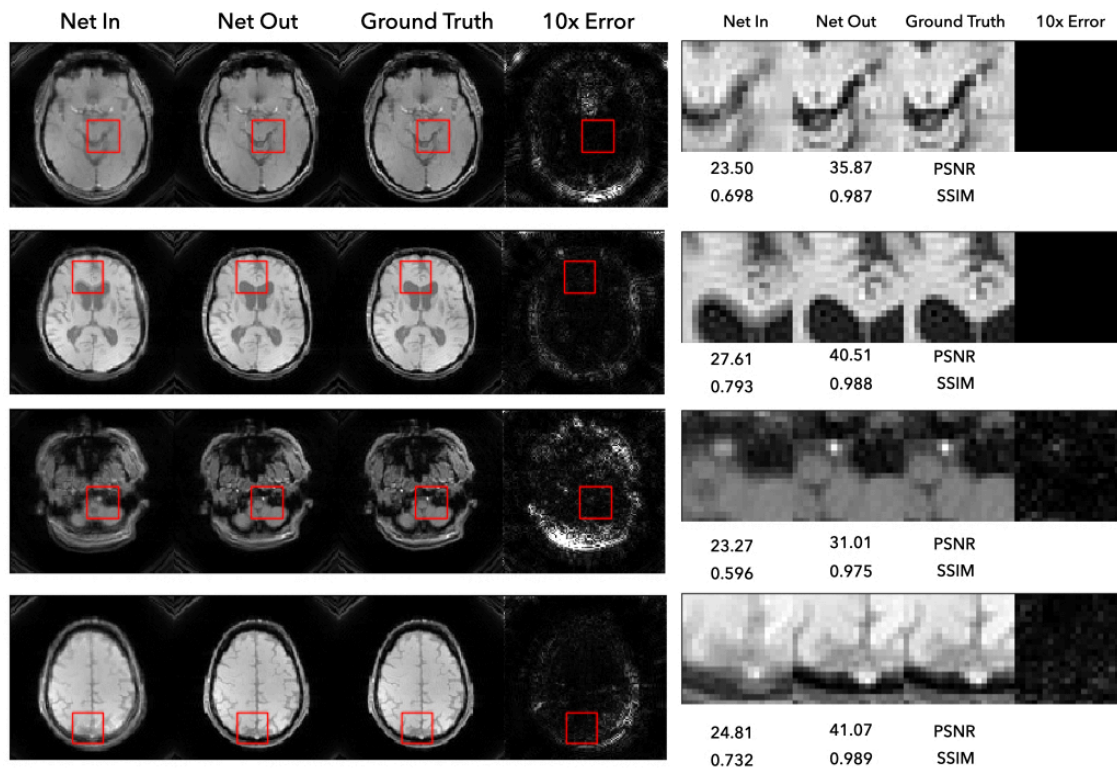 Net In Net Out Ground Truth 10x Error
Net In Net Out Ground Truth 10x Error
23.50 35.87 PSNR
0.698 0.987 SSIM
27.61 40.51 PSNR
0.793 0.988 SSIM
23.27 31.01 PSNR
0.596 0.975 SSIM
24.81 41.07 PSNR
0.732 0.989 SSIM